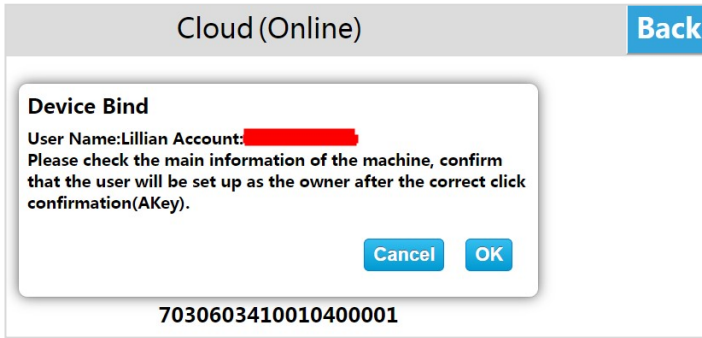 Cloud(Online)
Back
Device Bind
User Name:Lillian Account:
Please check the main information of the machine, confirm
that the user will be set up as the owner after the correct click
confirmation(AKey).
Cancel
OK
7030603410010400001